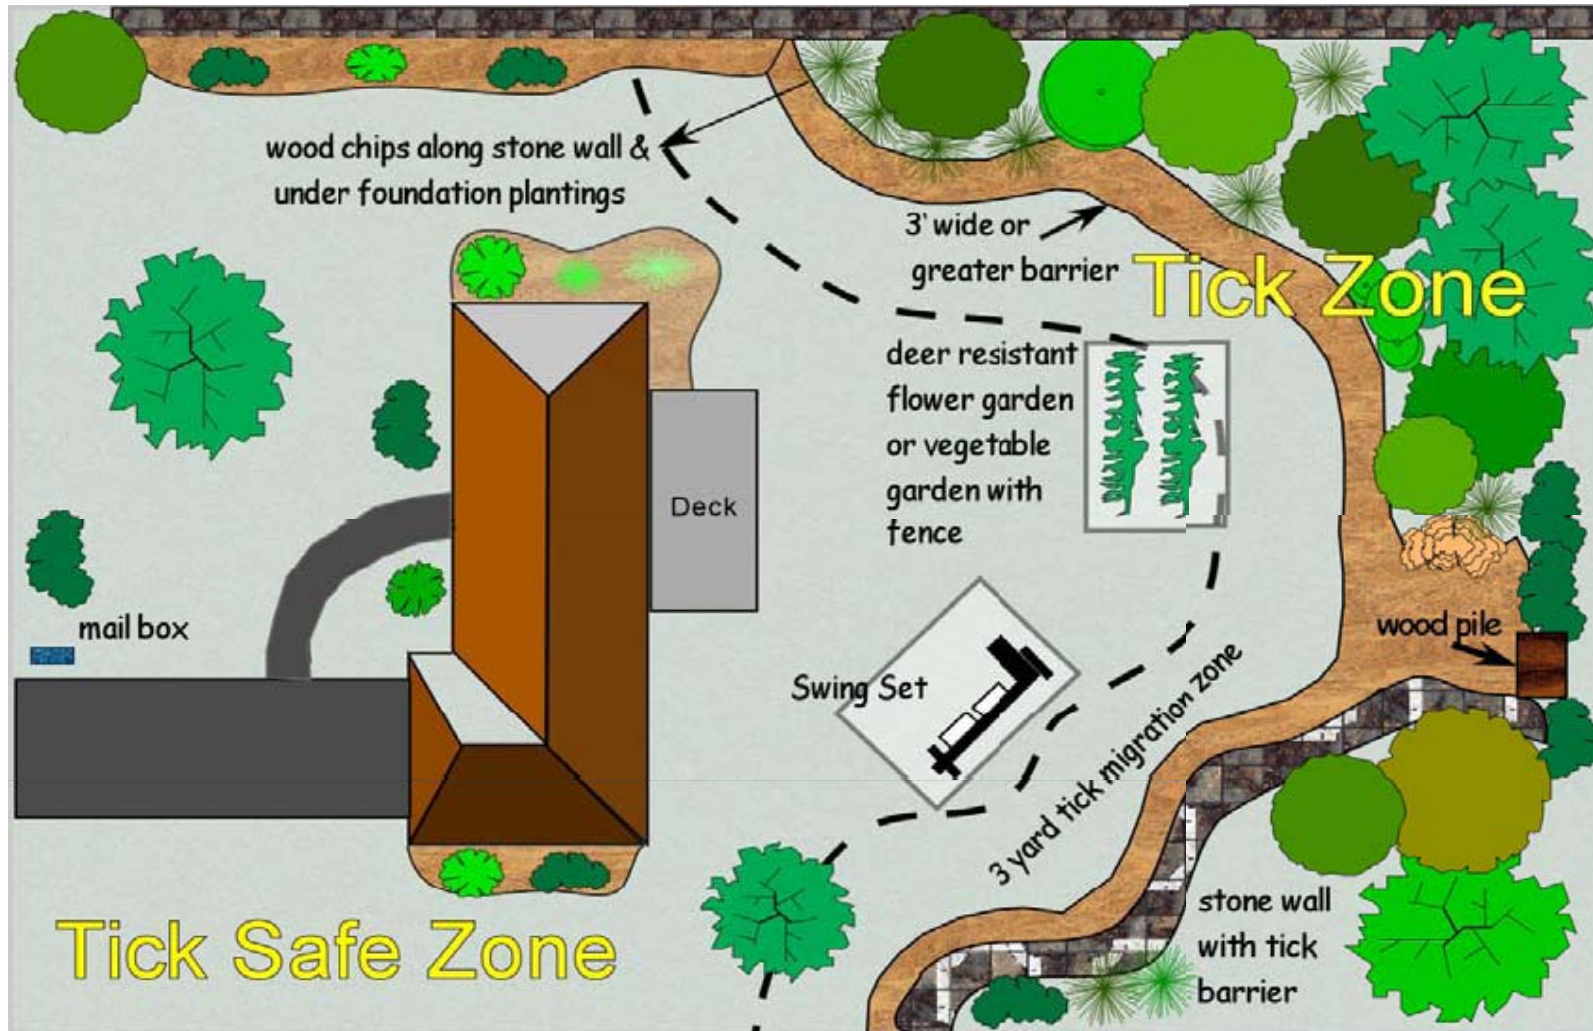 wood chips along stone wall &
under foundation plantings
3' wide or
greater barrier
Tick Zone
deer resistant
flower garden
or vegetable
garden with
fence
Deck
mail box
wood pile
Swing Set
3 yard tick migration zone
stone wall
with tick
barrier
Tick Safe Zone